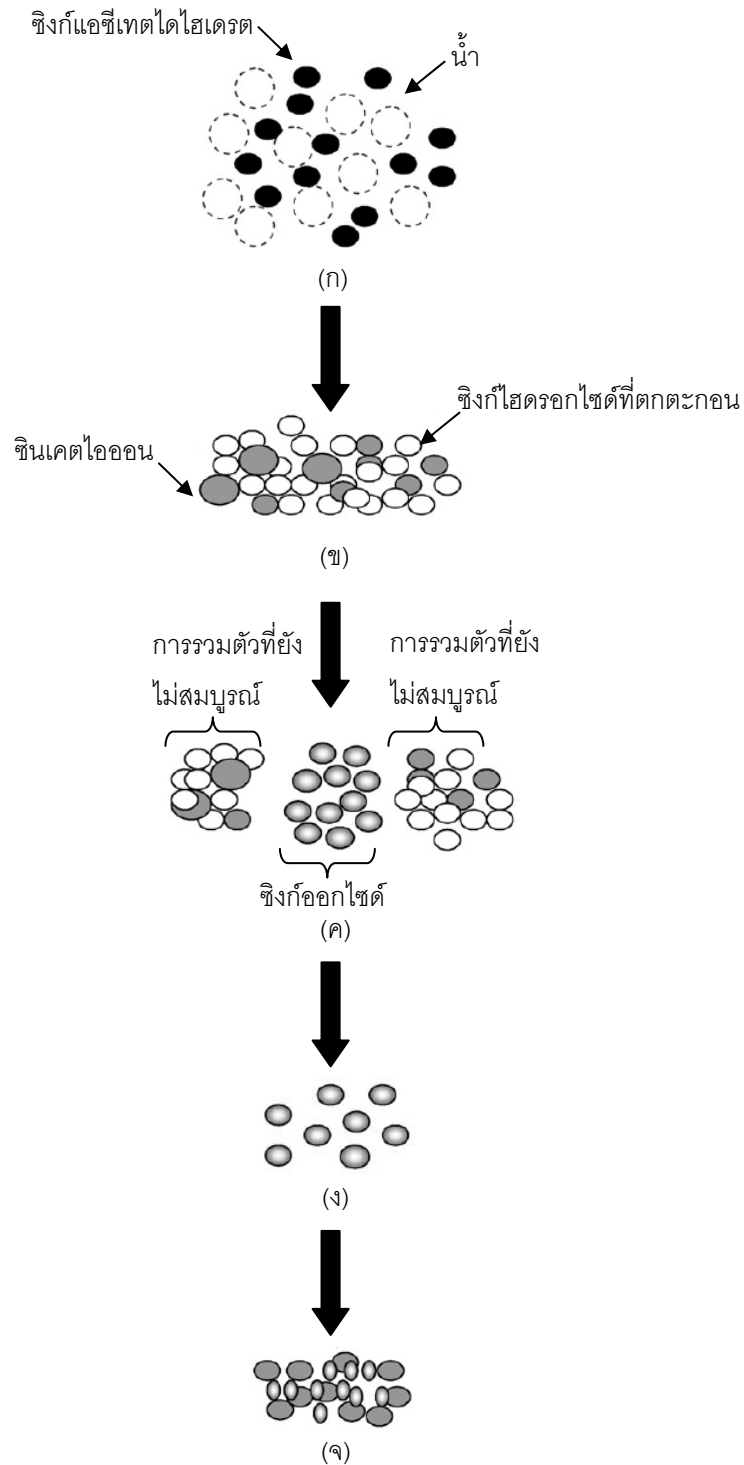 ซิงก์แอซีเทตไดไฮเดรต
น้ำ
(ก)
ซิงก์ไฮดรอกไซด์ที่ตกตะกอน
ซินเคตไอออน
(ข)
การรวมตัวที่ยัง
ไม่สมบูรณ์
การรวมตัวที่ยัง
ไม่สมบูรณ์
ซิงก์ออกไซด์
(ค)
(ง)
(จ)